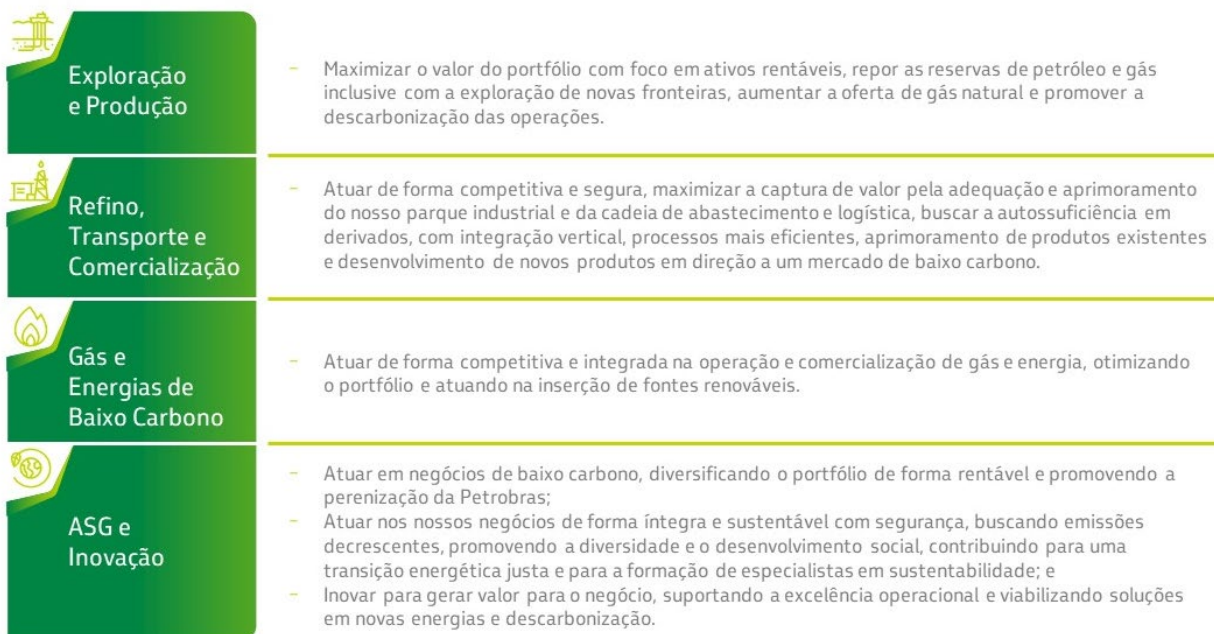 Exploração
e Produção
– Maximizar o valor do portfólio com foco em ativos rentáveis, repor as reservas de petróleo e gás
inclusive com a exploração de novas fronteiras, aumentar a oferta de gás natural e promover a
descarbonização das operações.
Refino,
Transporte e
Comercialização
– Atuar de forma competitiva e segura, maximizar a captura de valor pela adequação e aprimoramento
do nosso parque industrial e da cadeia de abastecimento e logística, buscar a autossuficiência em
derivados, com integração vertical, processos mais eficientes, aprimoramento de produtos existentes
e desenvolvimento de novos produtos em direção a um mercado de baixo carbono.
Gás e
Energias de
Baixo Carbono
– Atuar de forma competitiva e integrada na operação e comercialização de gás e energia, otimizando
o portfólio e atuando na inserção de fontes renováveis.
ASG e
Inovação
– Atuar em negócios de baixo carbono, diversificando o portfólio de forma rentável e promovendo a
perenização da Petrobras;
– Atuar nos nossos negócios de forma íntegra e sustentável com segurança, buscando emissões
decrescentes, promovendo a diversidade e o desenvolvimento social, contribuindo para uma
transição energética justa e para a formação de especialistas em sustentabilidade; e
– Inovar para gerar valor para o negócio, suportando a excelência operacional e viabilizando soluções
em novas energias e descarbonização.